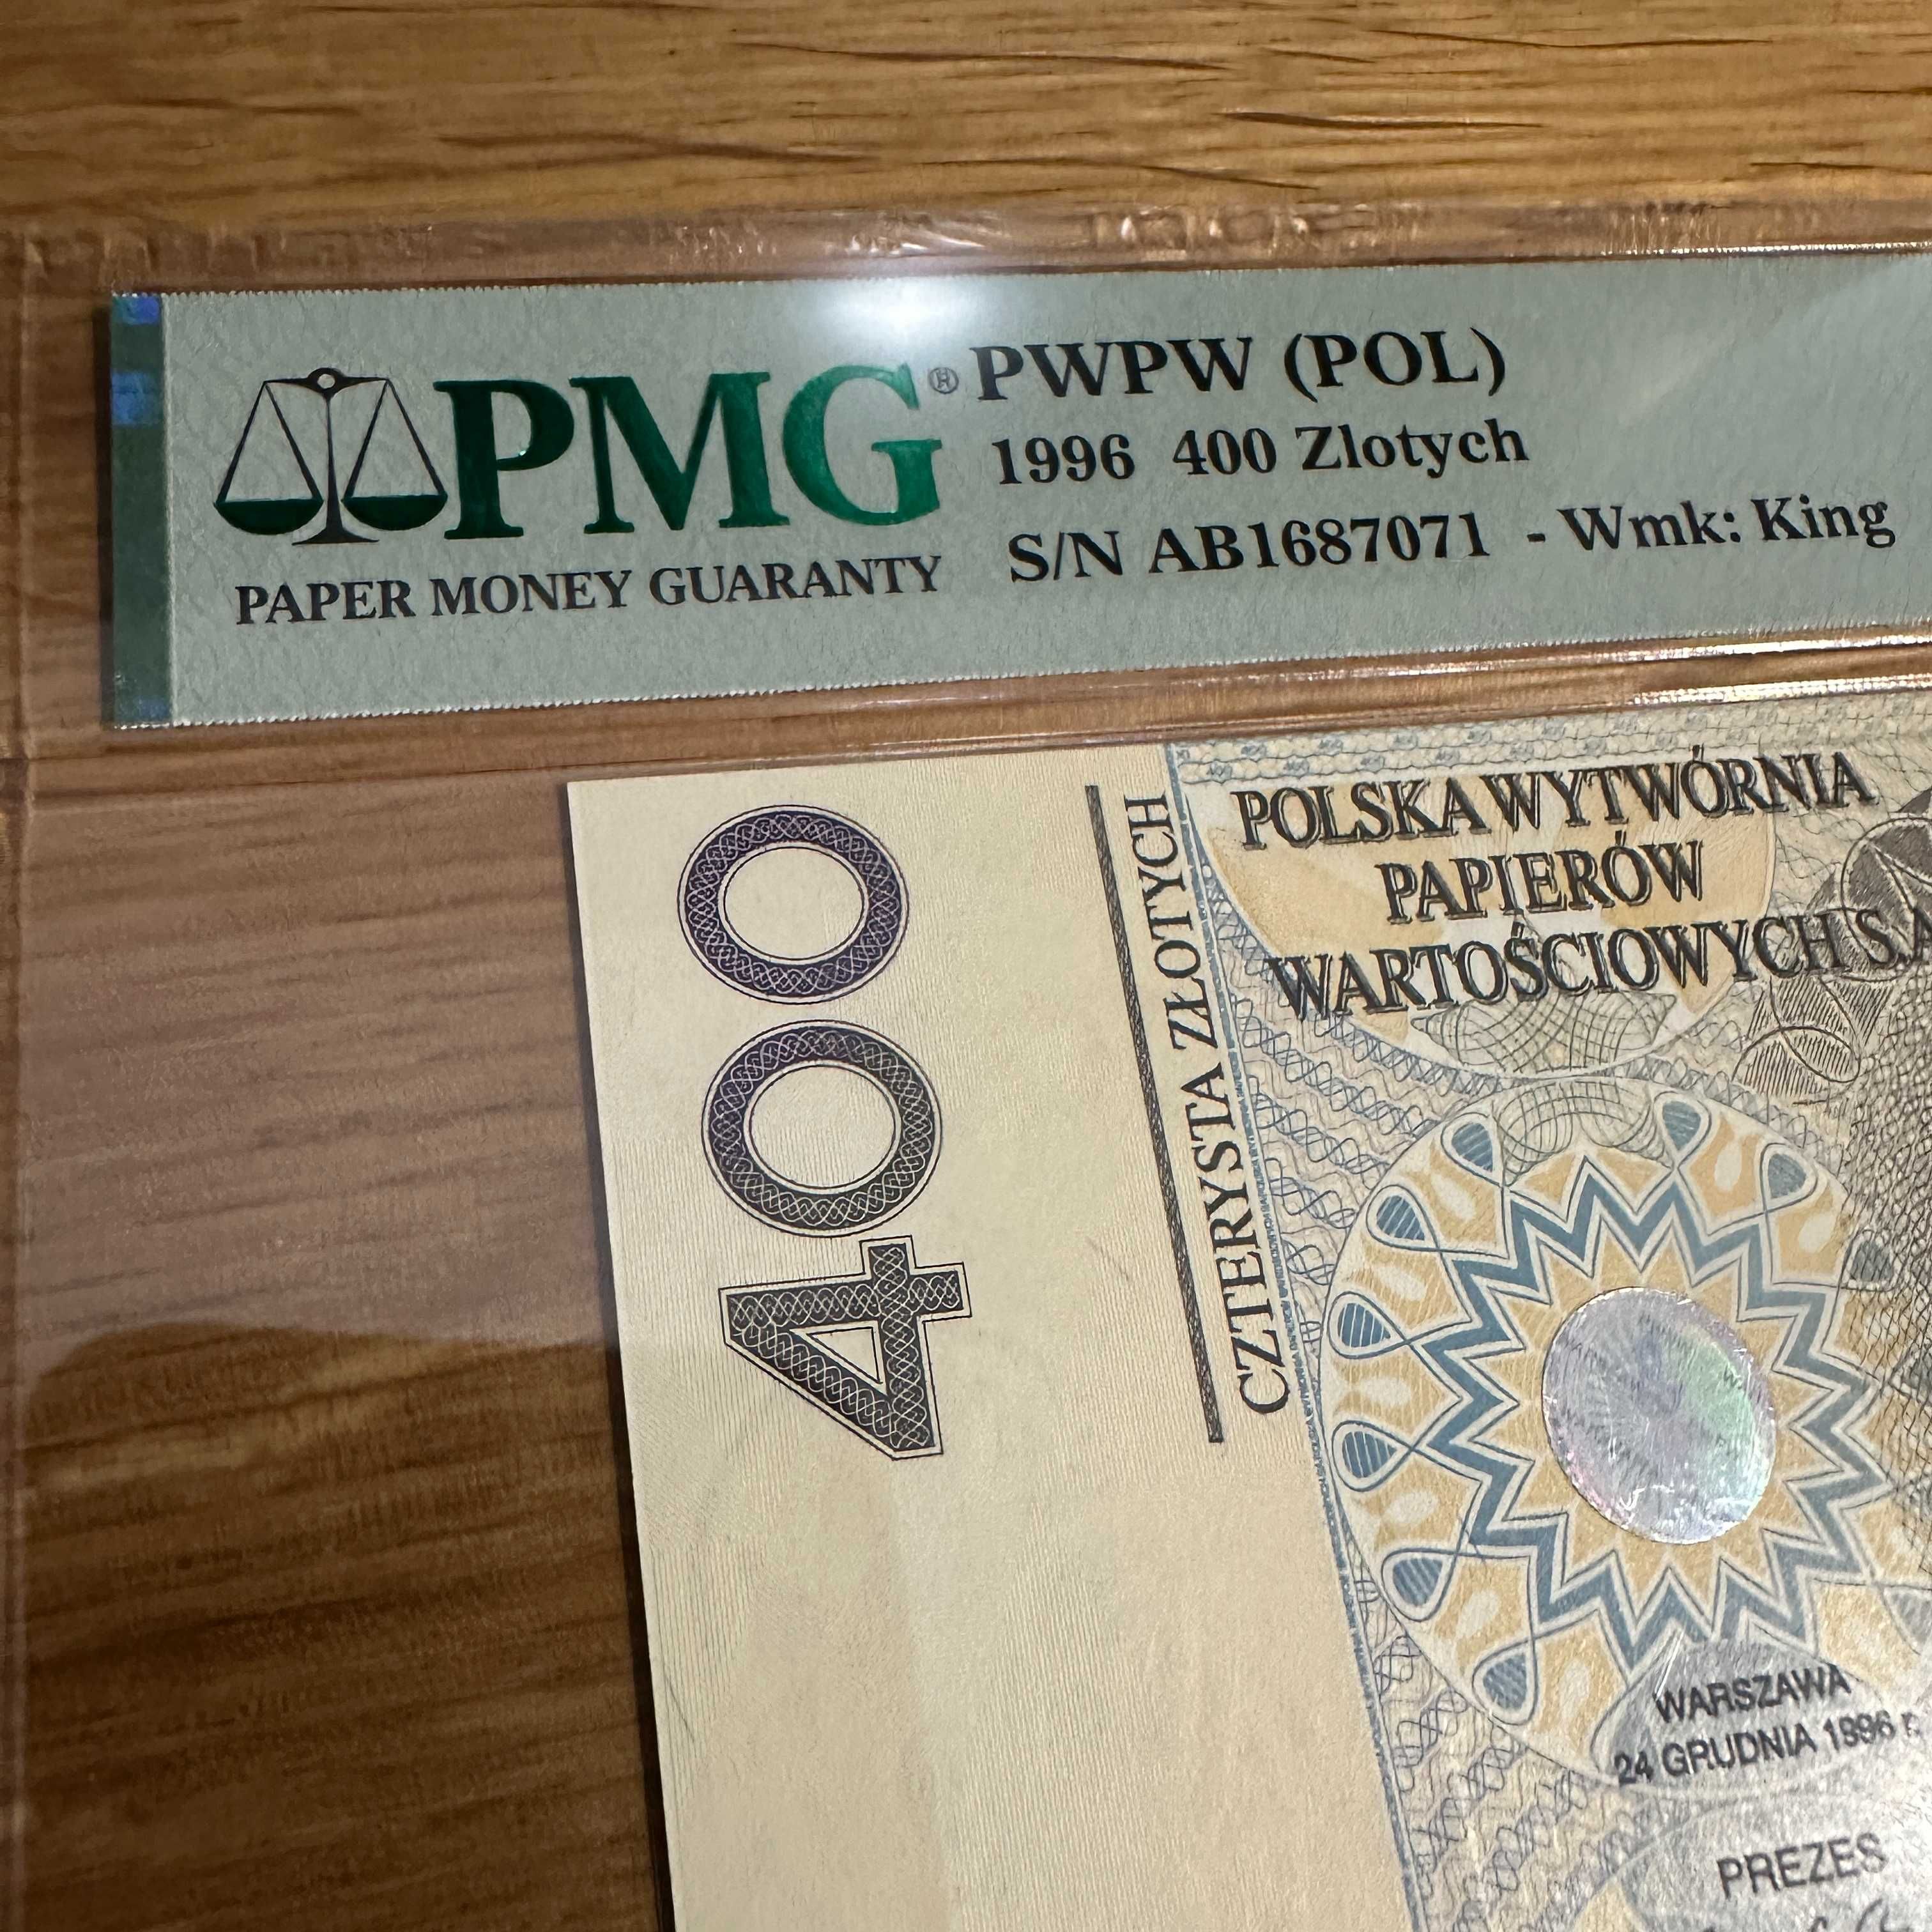 PMG®
PAPER MONEY GUARANTY
PWPW (POL)
1996 400 Zlotych
S/N AB1687071 - Wmk: King
400
CZTERYSTA ZŁOTYCH
POLSKA WYTWÓRNIA
PAPIERÓW
WARTOŚCIOWYCH S.A
WARSZAWA
24 GRUDNIA 1996 r.
PREZES